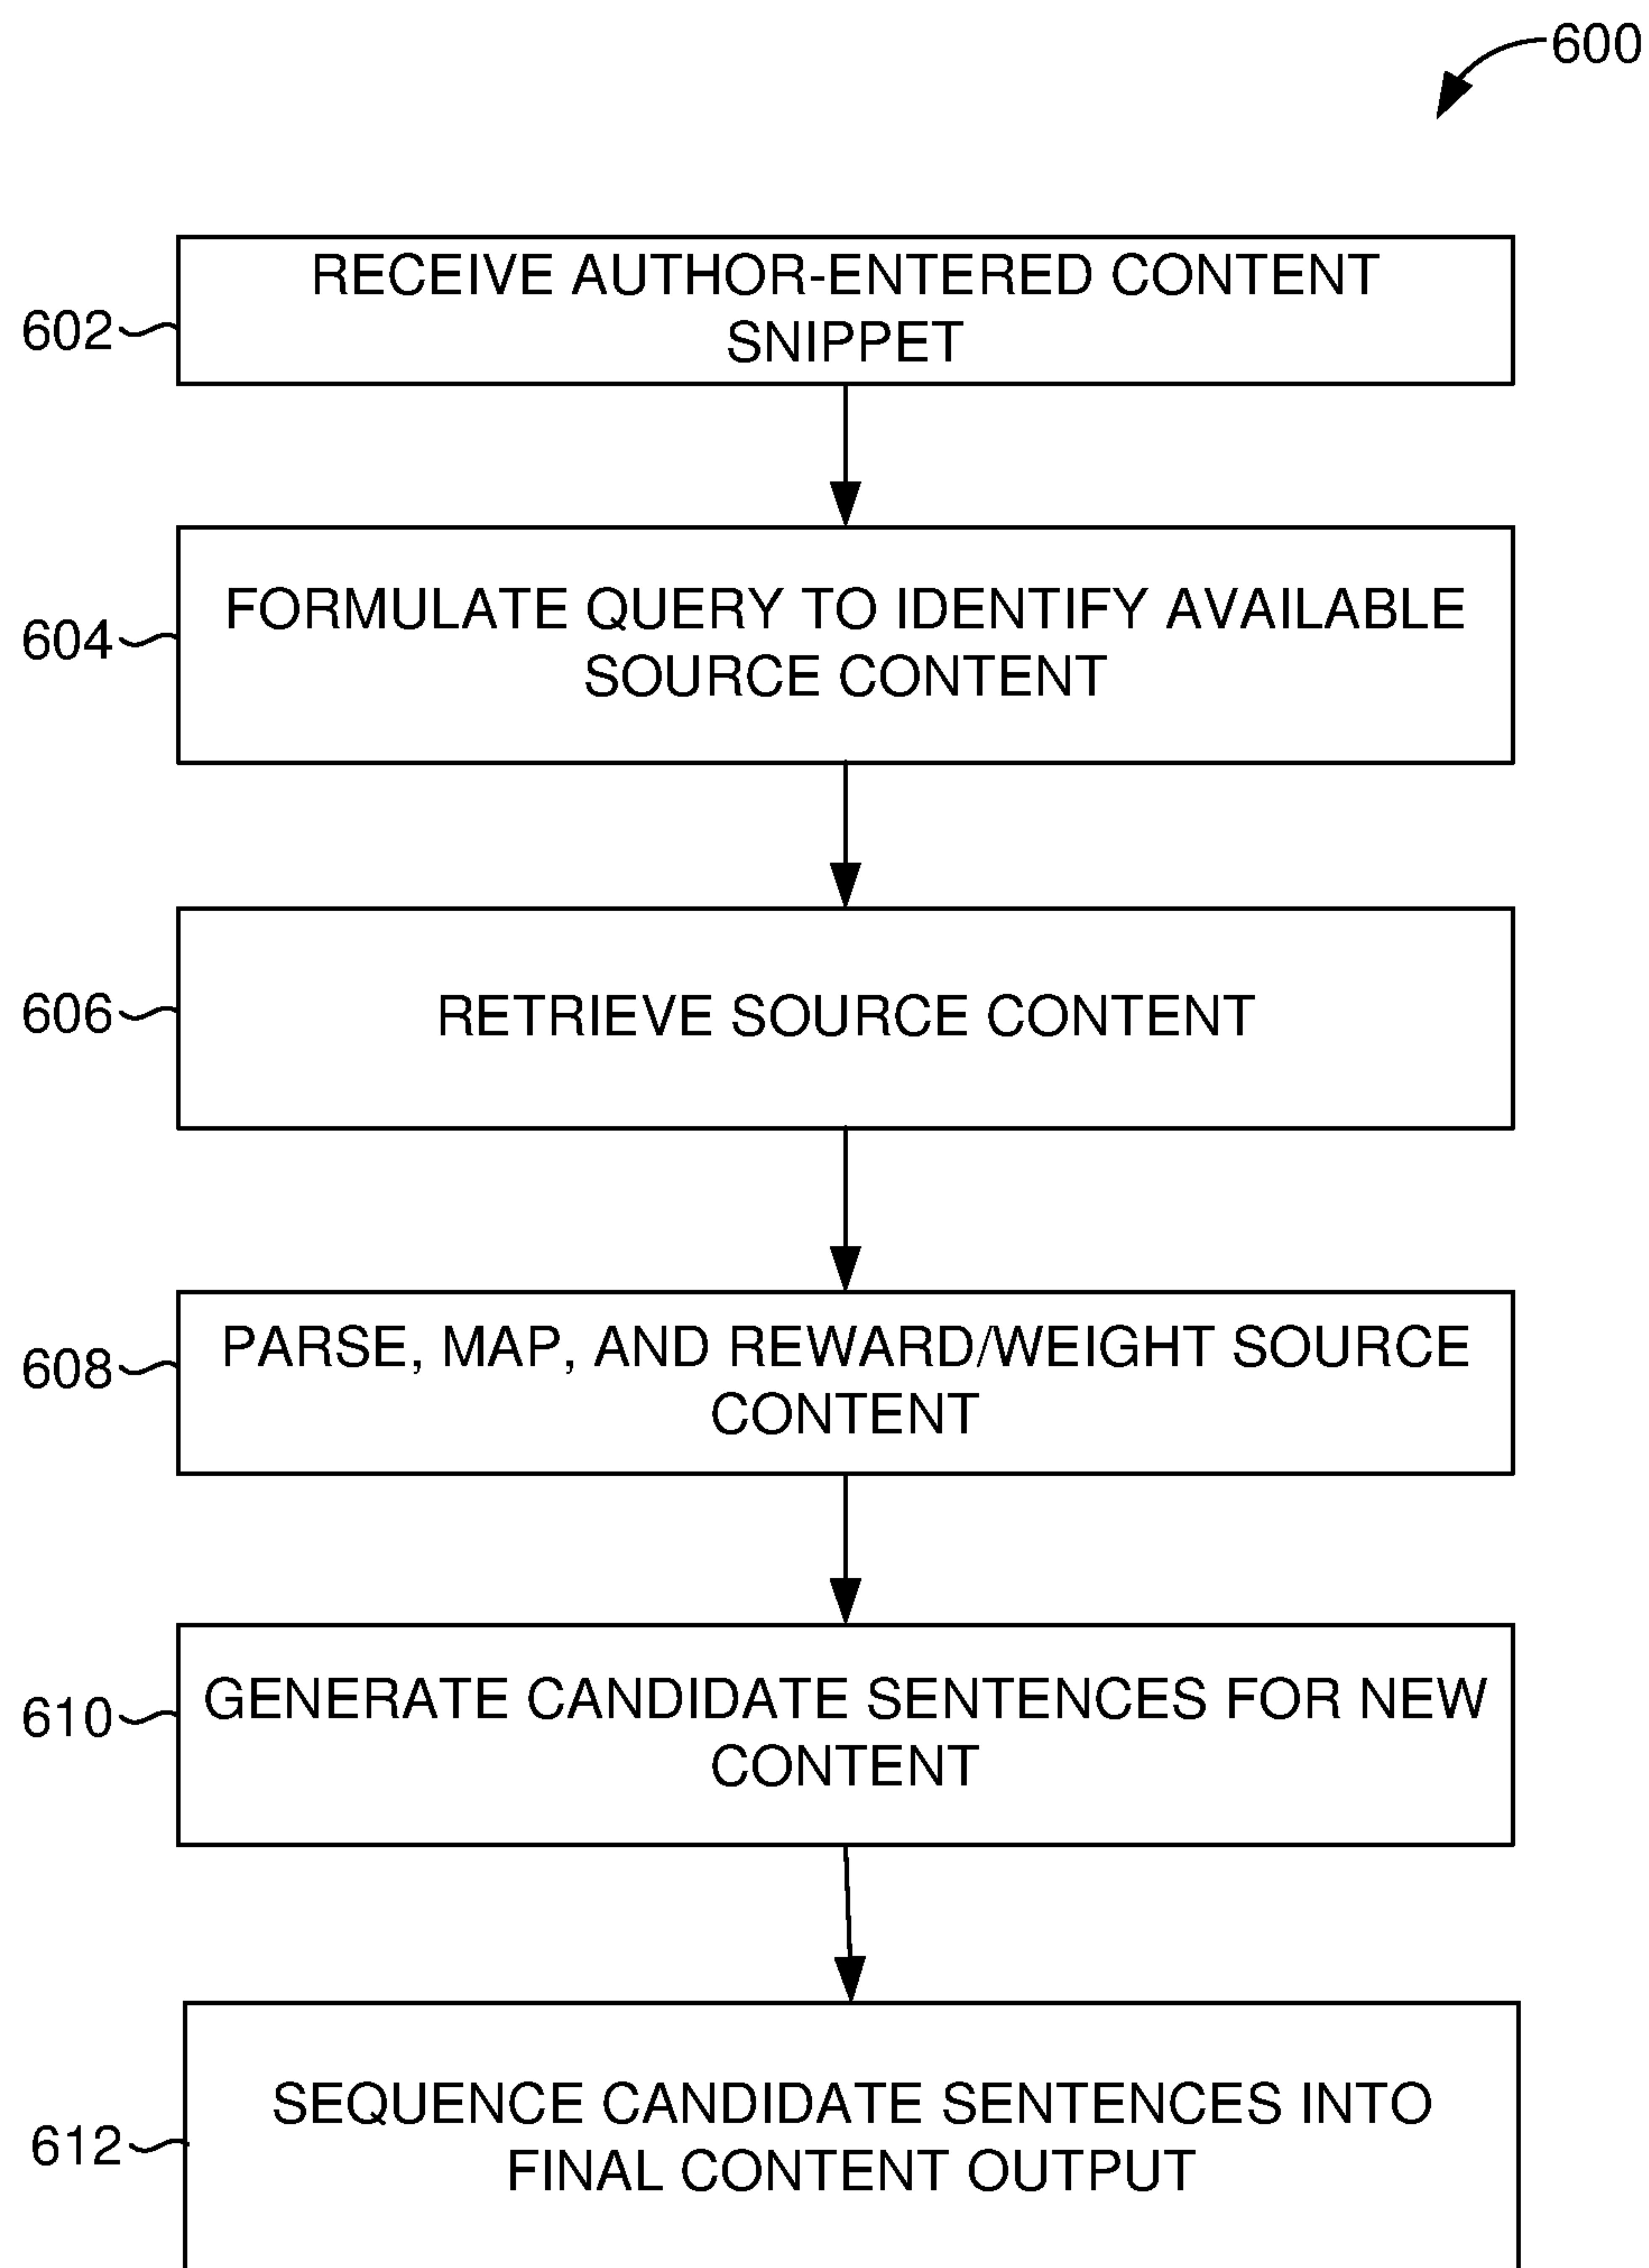 600
RECEIVE AUTHOR-ENTERED CONTENT
SNIPPET
602
FORMULATE QUERY TO IDENTIFY AVAILABLE
SOURCE CONTENT
604
RETRIEVE SOURCE CONTENT
606
PARSE, MAP, AND REWARD/WEIGHT SOURCE
CONTENT
608
GENERATE CANDIDATE SENTENCES FOR NEW
CONTENT
610
SEQUENCE CANDIDATE SENTENCES INTO
FINAL CONTENT OUTPUT
612